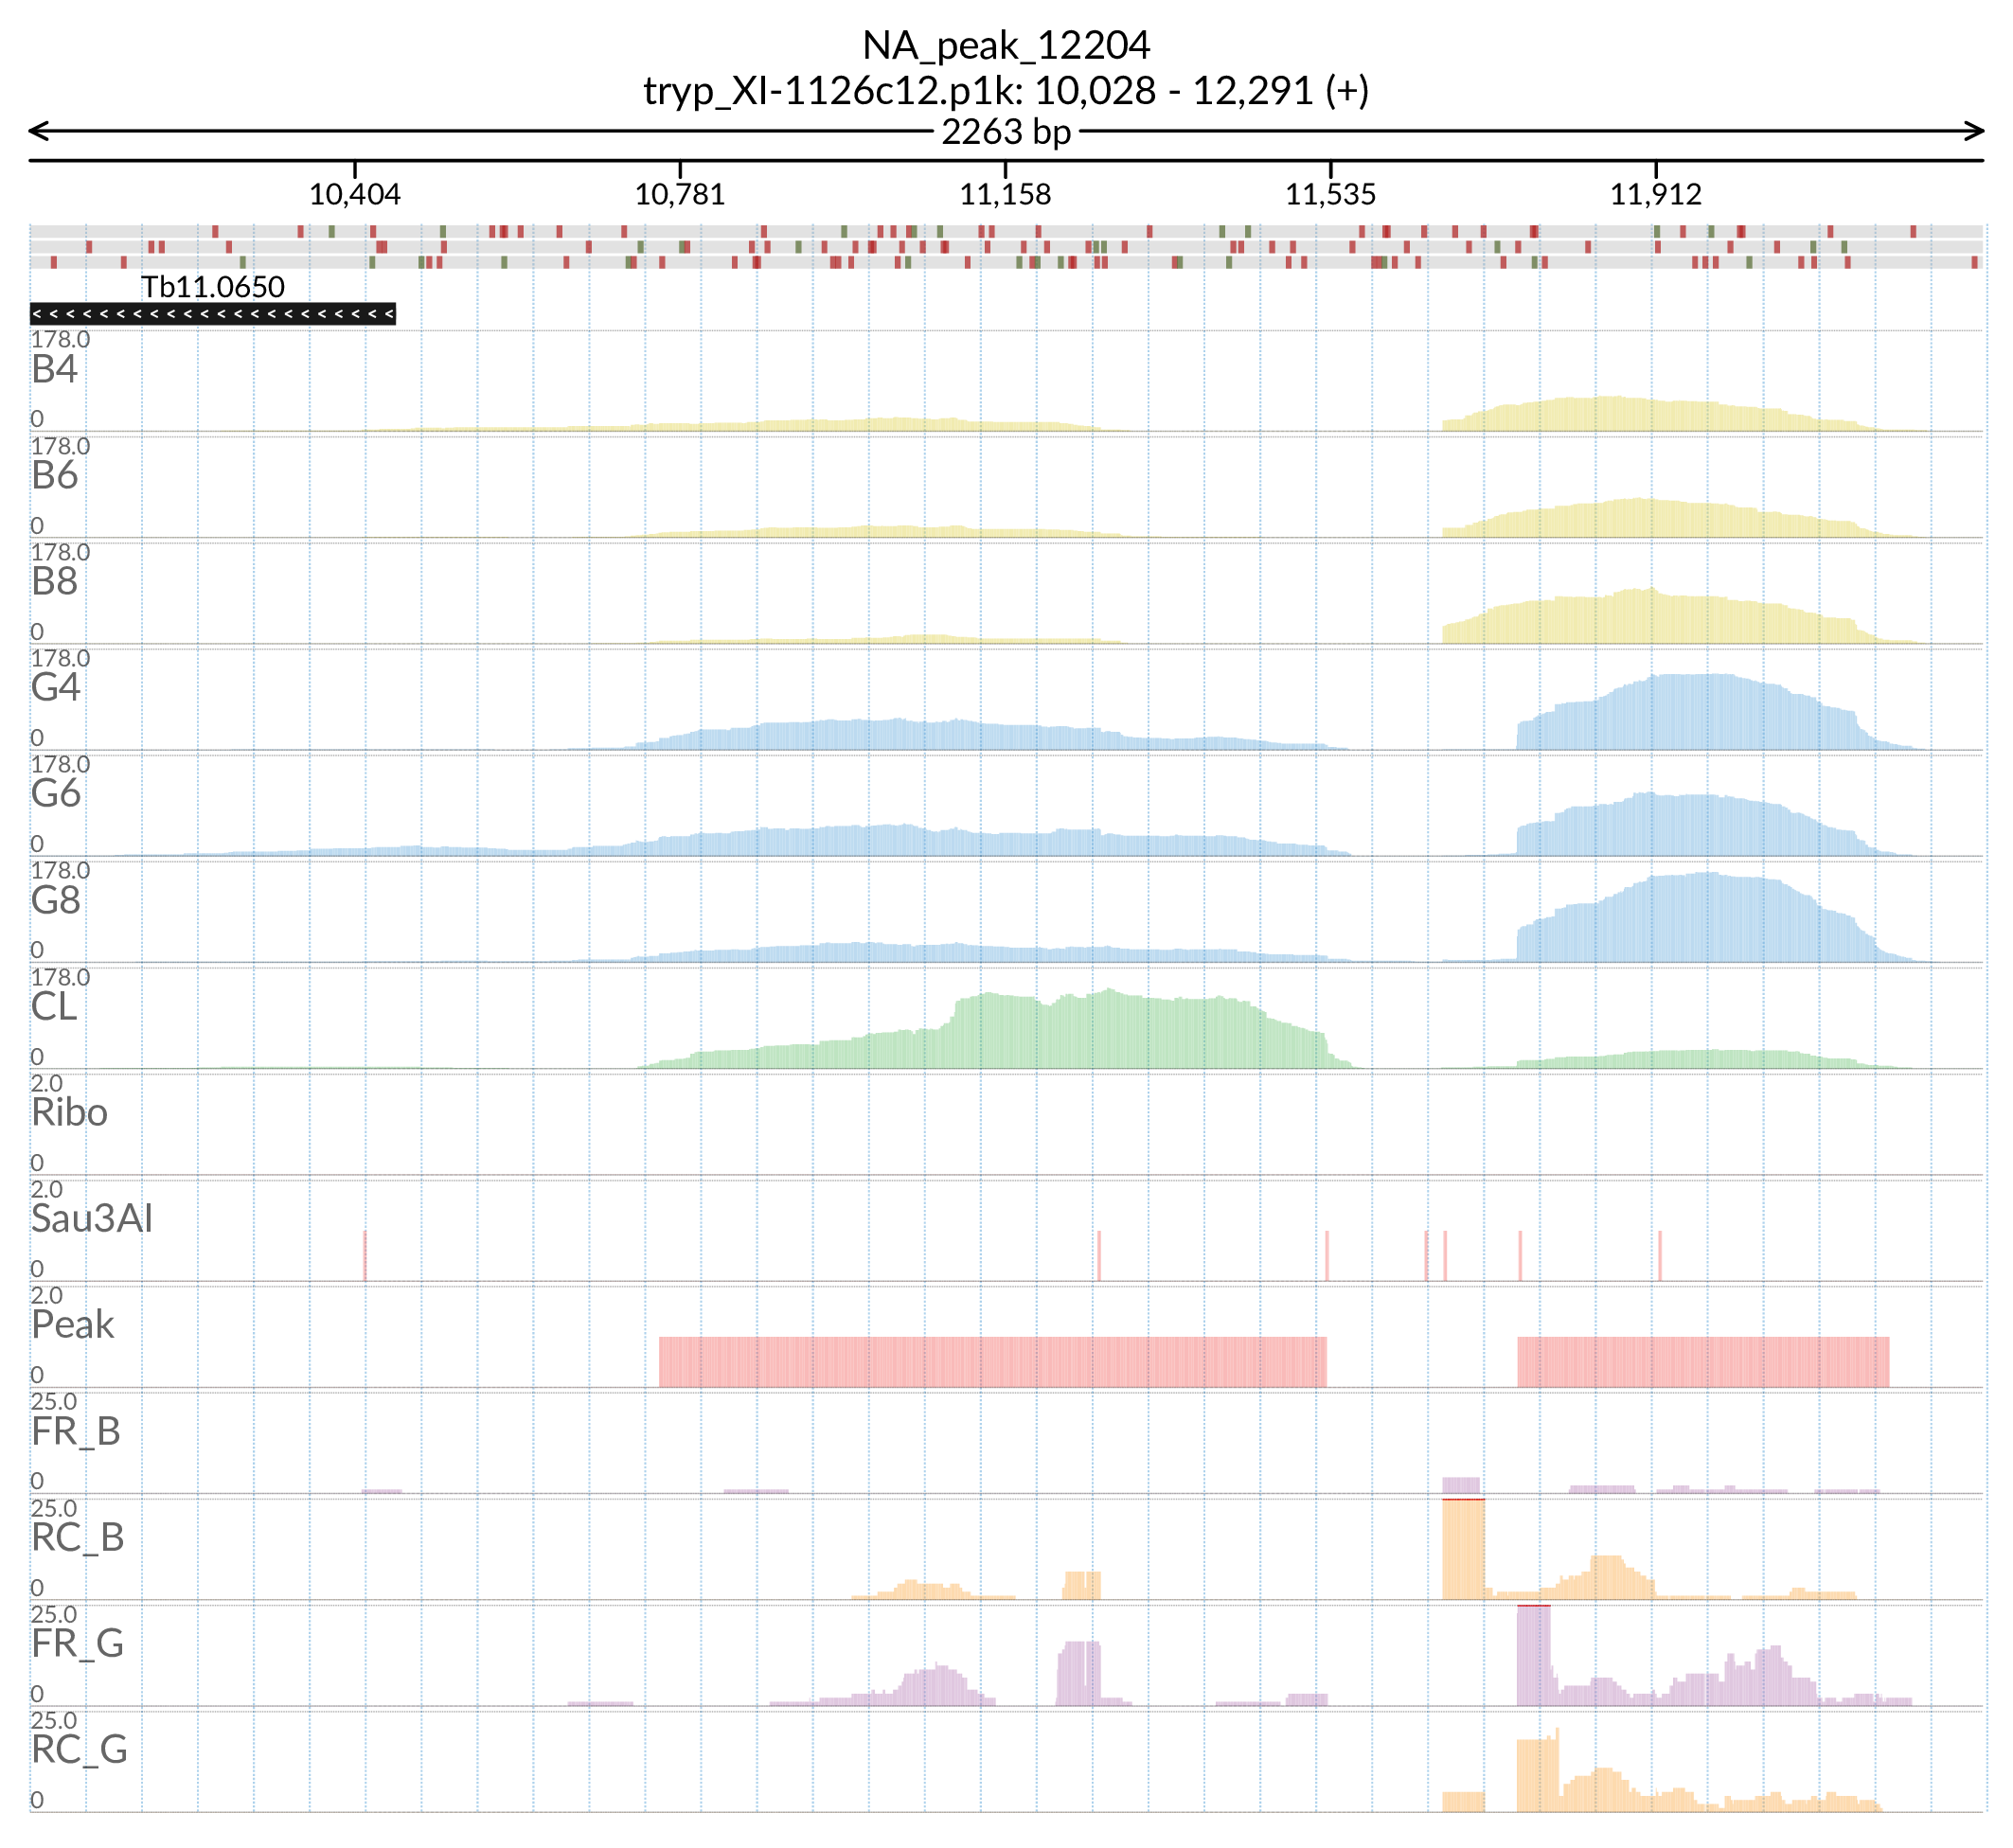 NA_peak_12204
tryp_XI-1126c12.p1k: 10,028 - 12,291 (+)
2263 bp
10,404 10,781 11,158 11,535 11,912
Tb11.0650
178.0
B4
0
178.0
B6
0
178.0
B8
0
178.0
G4
0
178.0
G6
0
178.0
G8
0
178.0
CL
0
2.0
Ribo
0
2.0
Sau3AI
0
2.0
Peak
0
25.0
FR_B
0
25.0
RC_B
0
25.0
FR_G
0
25.0
RC_G
0